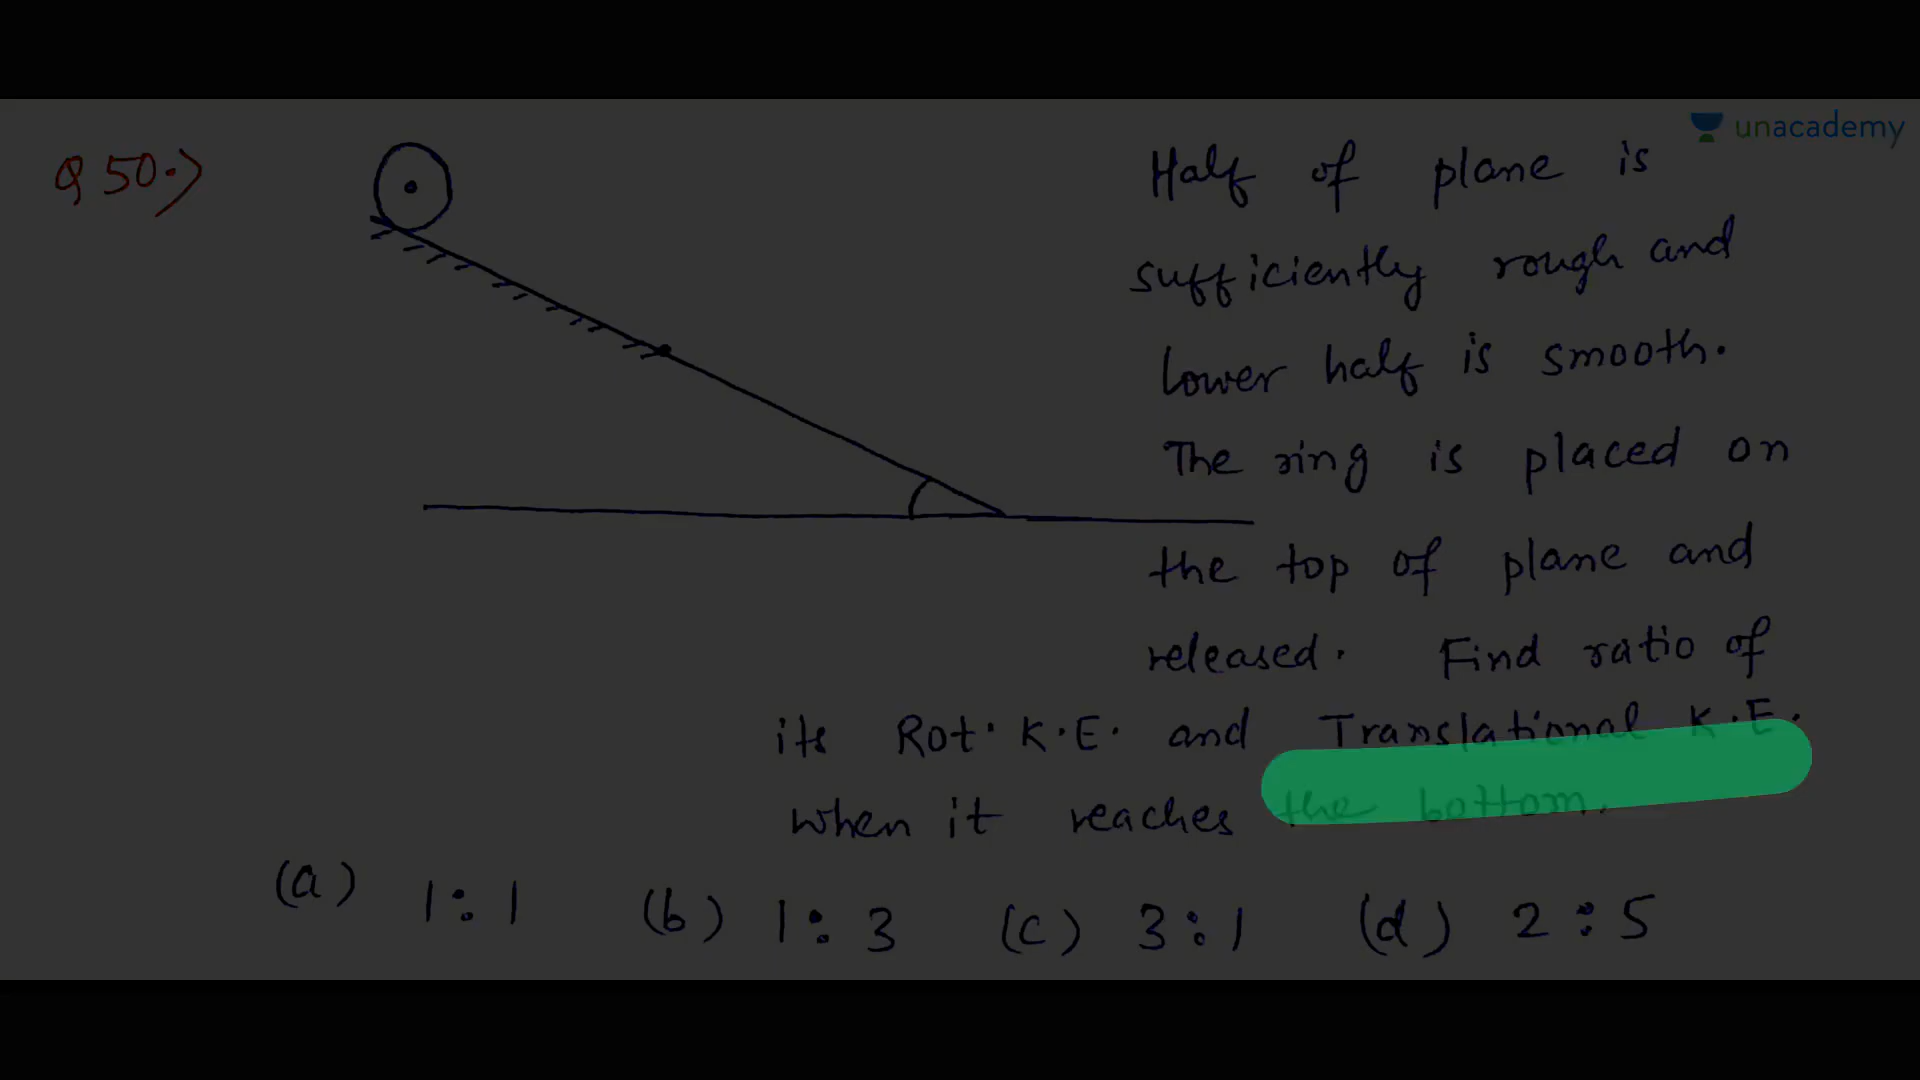 unacademy
Q 50.)
Half of plane is
sufficiently rough and
lower half is smooth.
The ring is placed on
the top of plane and
released. Find ratio of
its Rot. K.E. and Translational K.E.
when it reaches the bottom.
(a) 1:1 (b) 1:3 (c) 3:1 (d) 2:5